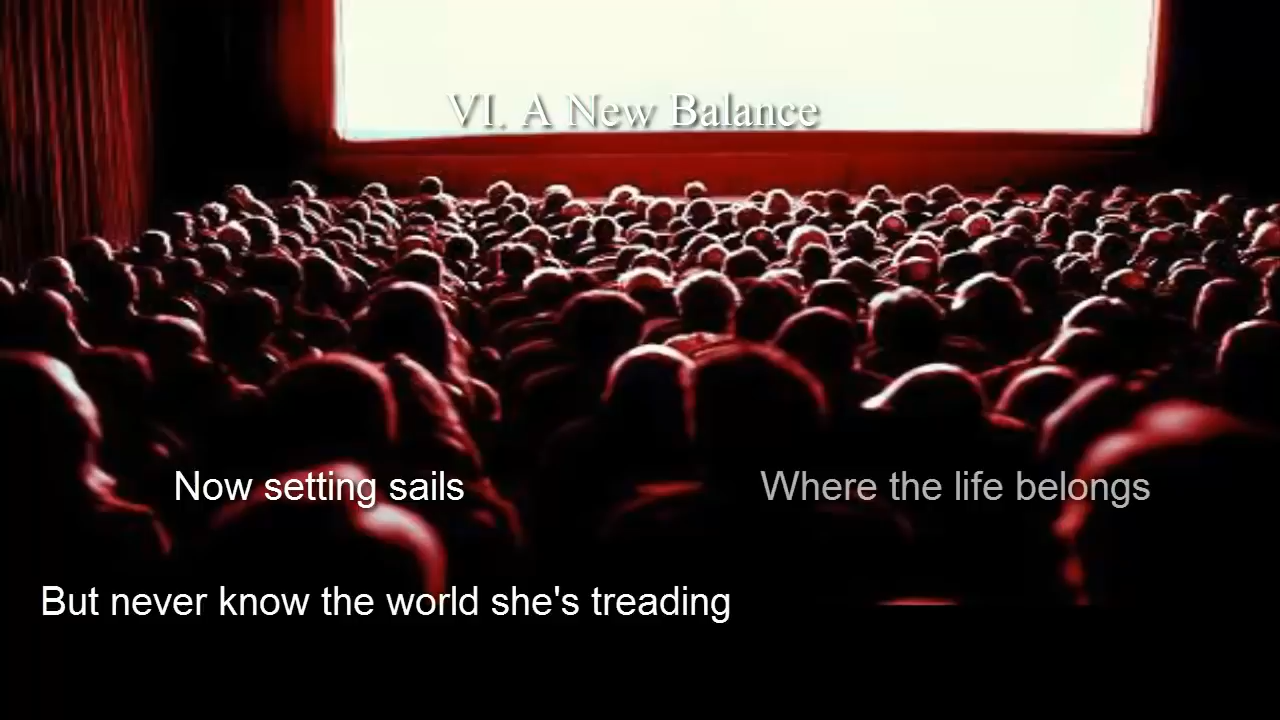 VI. A New Balance
Now setting sails
Where the life belongs
But never know the world she's treading